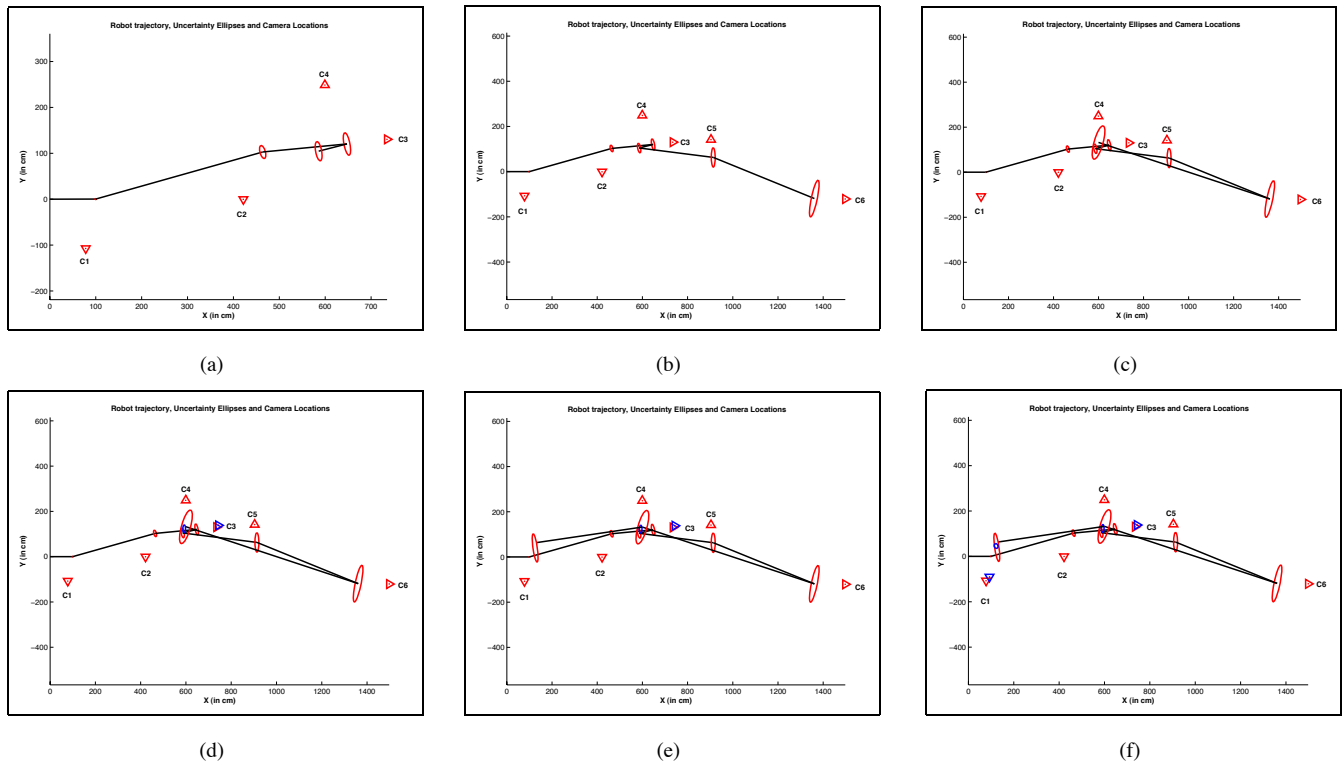 Robot trajectory, Uncertainty Ellipses and Camera Locations
300
200
100
0
−100
−200
Y (in cm)
C4
C3
C2
C1
0 100 200 300 400 500 600 700
X (in cm)
(a)
Robot trajectory, Uncertainty Ellipses and Camera Locations
600
400
200
0
−200
−400
Y (in cm)
C4
C5
C3
C2
C1
C6
0 200 400 600 800 1000 1200 1400
X (in cm)
(b)
Robot trajectory, Uncertainty Ellipses and Camera Locations
600
400
200
0
−200
−400
Y (in cm)
C4
C5
C3
C2
C1
C6
0 200 400 600 800 1000 1200 1400
X (in cm)
(c)
Robot trajectory, Uncertainty Ellipses and Camera Locations
600
400
200
0
−200
−400
Y (in cm)
C4
C5
C3
C2
C1
C6
0 200 400 600 800 1000 1200 1400
X (in cm)
(d)
Robot trajectory, Uncertainty Ellipses and Camera Locations
600
400
200
0
−200
−400
Y (in cm)
C4
C5
C3
C2
C1
C6
0 200 400 600 800 1000 1200 1400
X (in cm)
(e)
Robot trajectory, Uncertainty Ellipses and Camera Locations
600
400
200
0
−200
−400
Y (in cm)
C4
C5
C3
C2
C1
C6
0 200 400 600 800 1000 1200 1400
X (in cm)
(f)